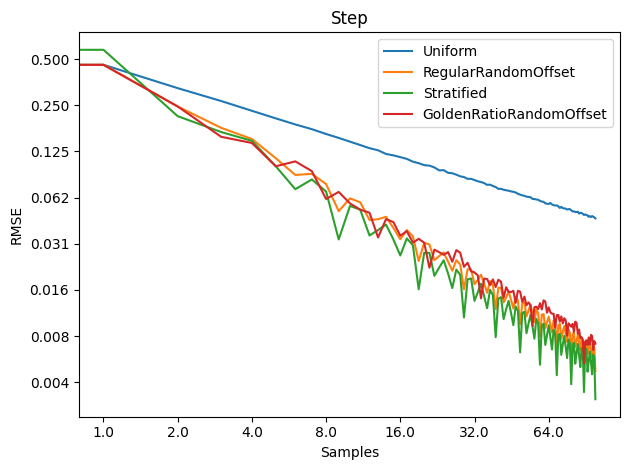 Step
Uniform
RegularRandomOffset
Stratified
GoldenRatioRandomOffset
RMSE
0.500
0.250
0.125
0.062
0.031
0.016
0.008
0.004
1.0 2.0 4.0 8.0 16.0 32.0 64.0
Samples